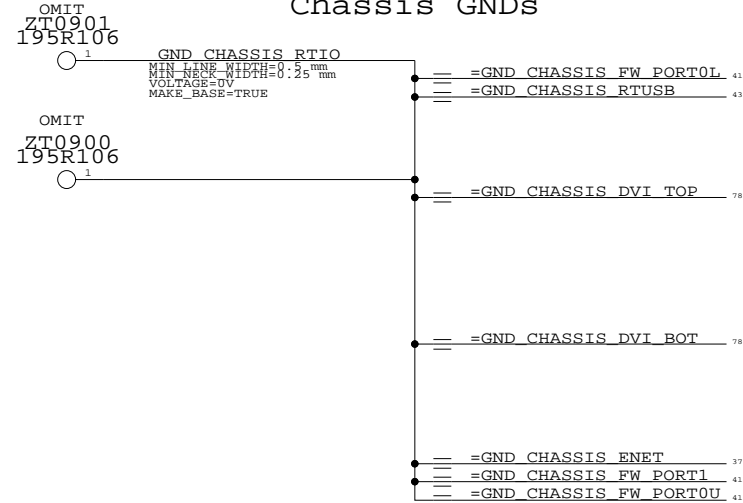 Chassis GNDs
OMIT
ZT0901
195R106
1
GND_CHASSIS_RTIO
MIN_LINE_WIDTH=0.5 mm
MIN_NECK_WIDTH=0.25 mm
VOLTAGE=0V
MAKE_BASE=TRUE
=GND_CHASSIS_FW_PORT0L 41
=GND_CHASSIS_RTUSB 43
OMIT
ZT0900
195R106
1
=GND_CHASSIS_DVI_TOP 78
=GND_CHASSIS_DVI_BOT 78
=GND_CHASSIS_ENET 37
=GND_CHASSIS_FW_PORT1 41
=GND_CHASSIS_FW_PORT0U 41